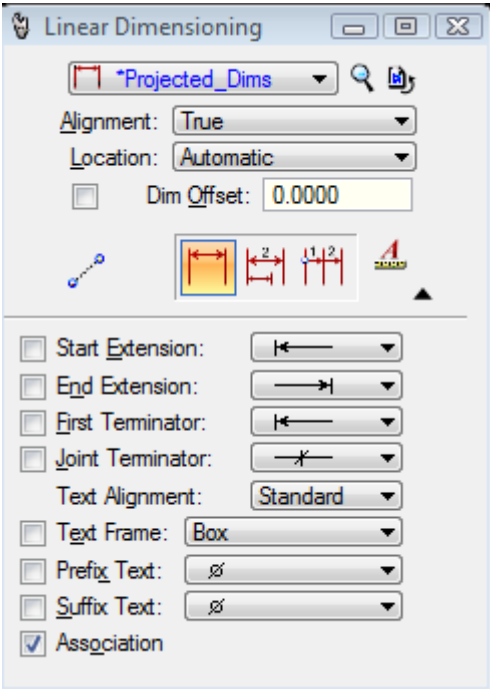 Linear Dimensioning
*Projected_Dims
Alignment: True
Location: Automatic
Dim Offset: 0.0000
2 1 2 A
Start Extension:
End Extension:
First Terminator:
Joint Terminator:
Text Alignment: Standard
Text Frame: Box
Prefix Text: ø
Suffix Text: ø
Association